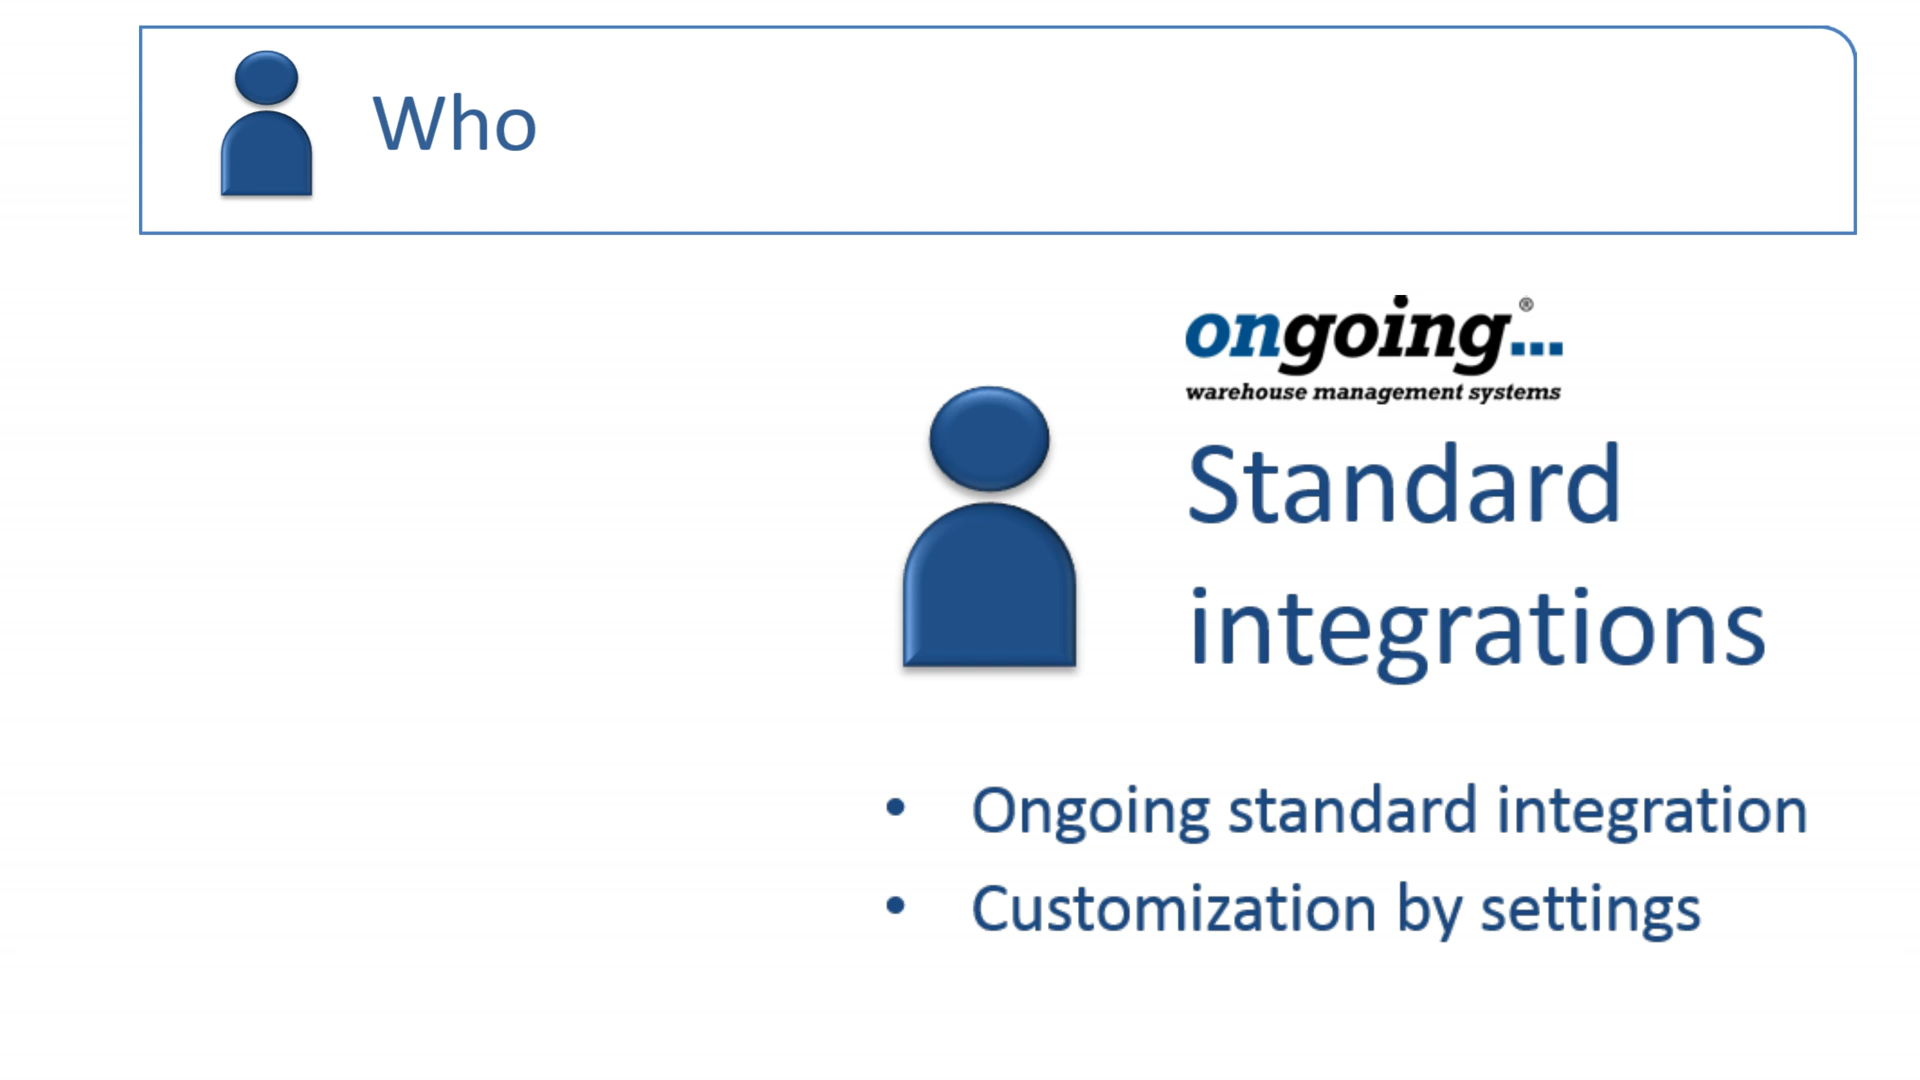 Who
ongoing...®
warehouse management systems
Standard
integrations
• Ongoing standard integration
• Customization by settings